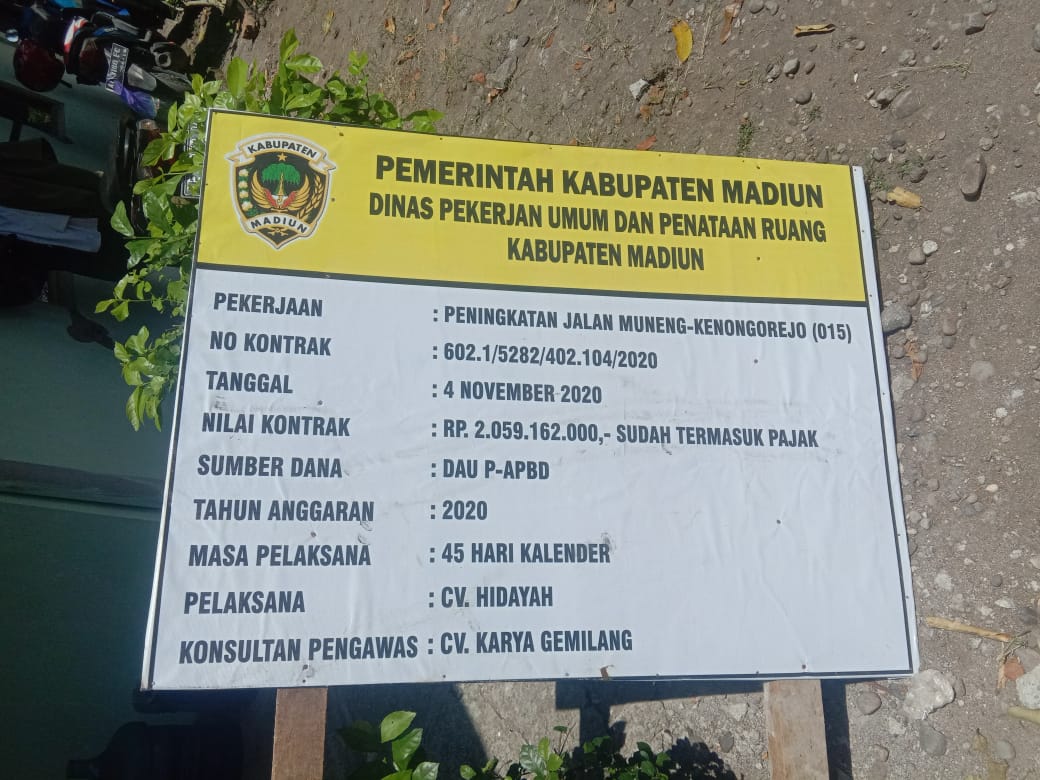 KABUPATEN
MADIUN
PEMERINTAH KABUPATEN MADIUN
DINAS PEKERJAN UMUM DAN PENATAAN RUANG
KABUPATEN MADIUN
PEKERJAAN : PENINGKATAN JALAN MUNENG-KENONGOREJO (015)
NO KONTRAK : 602.1/5282/402.104/2020
TANGGAL : 4 NOVEMBER 2020
NILAI KONTRAK : RP. 2.059.162.000,- SUDAH TERMASUK PAJAK
SUMBER DANA : DAU P-APBD
TAHUN ANGGARAN : 2020
MASA PELAKSANA : 45 HARI KALENDER
PELAKSANA : CV. HIDAYAH
KONSULTAN PENGAWAS : CV. KARYA GEMILANG